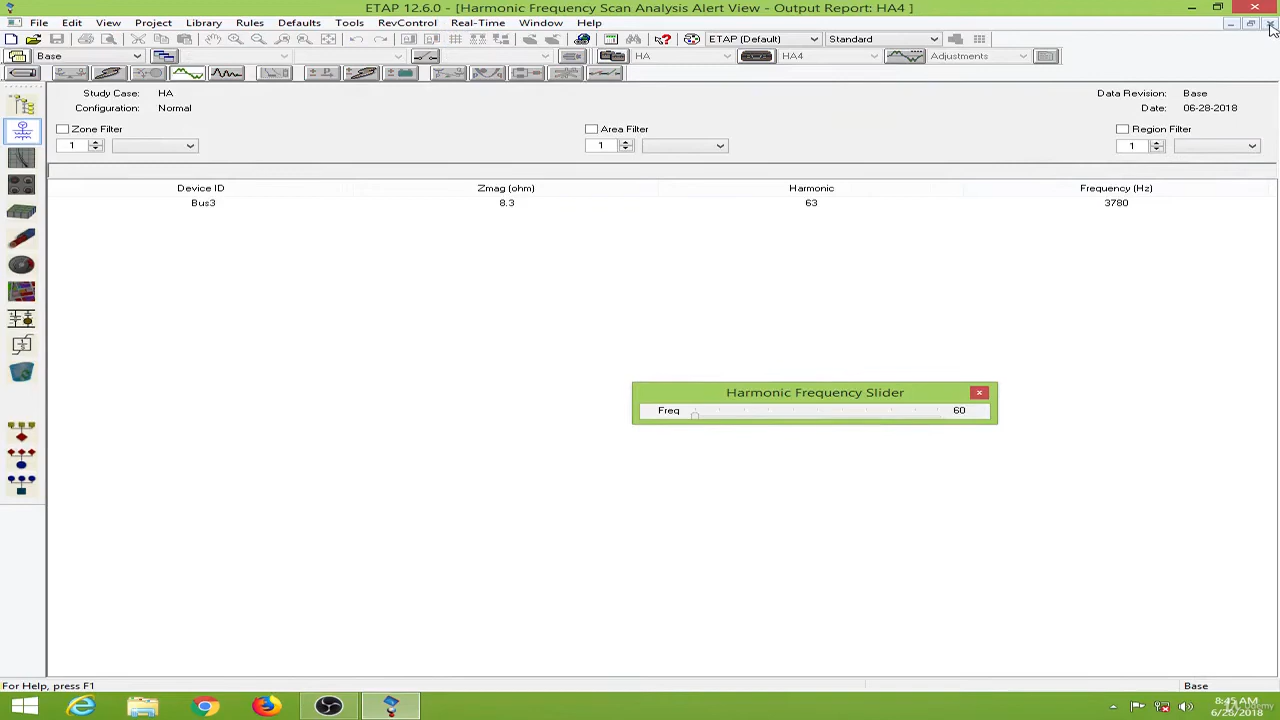 ETAP 12.6.0 - [Harmonic Frequency Scan Analysis Alert View - Output Report: HA4 ]
File Edit View Project Library Rules Defaults Tools RevControl Real-Time Window Help
ETAP (Default) Standard
Base HA HA4 Adjustments
Study Case: HA Data Revision: Base
Configuration: Normal Date: 06-28-2018
Zone Filter Area Filter Region Filter
1 1 1
Device ID Zmag (ohm) Harmonic Frequency (Hz)
Bus3 8.3 63 3780
Harmonic Frequency Slider
Freq 60
For Help, press F1 Base
8:45 AM
6/28/2018
Udemy